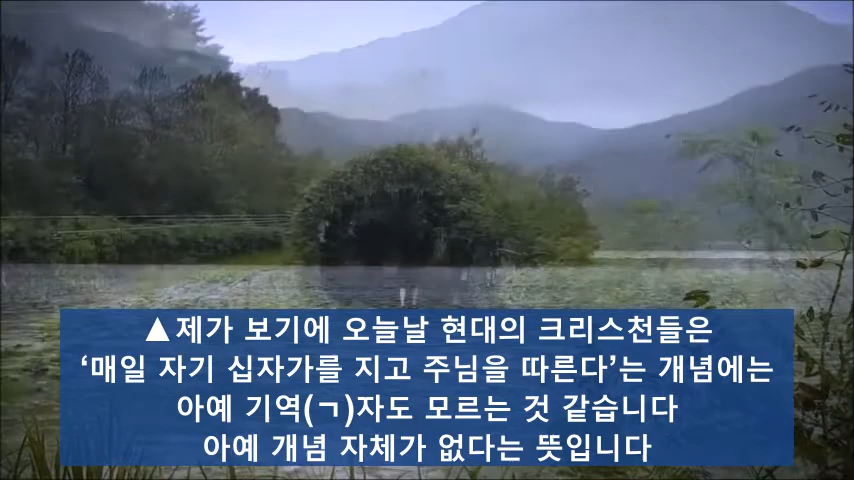 ▲제가 보기에 오늘날 현대의 크리스천들은
‘매일 자기 십자가를 지고 주님을 따른다’는 개념에는
아예 기역(ㄱ)자도 모르는 것 같습니다
아예 개념 자체가 없다는 뜻입니다